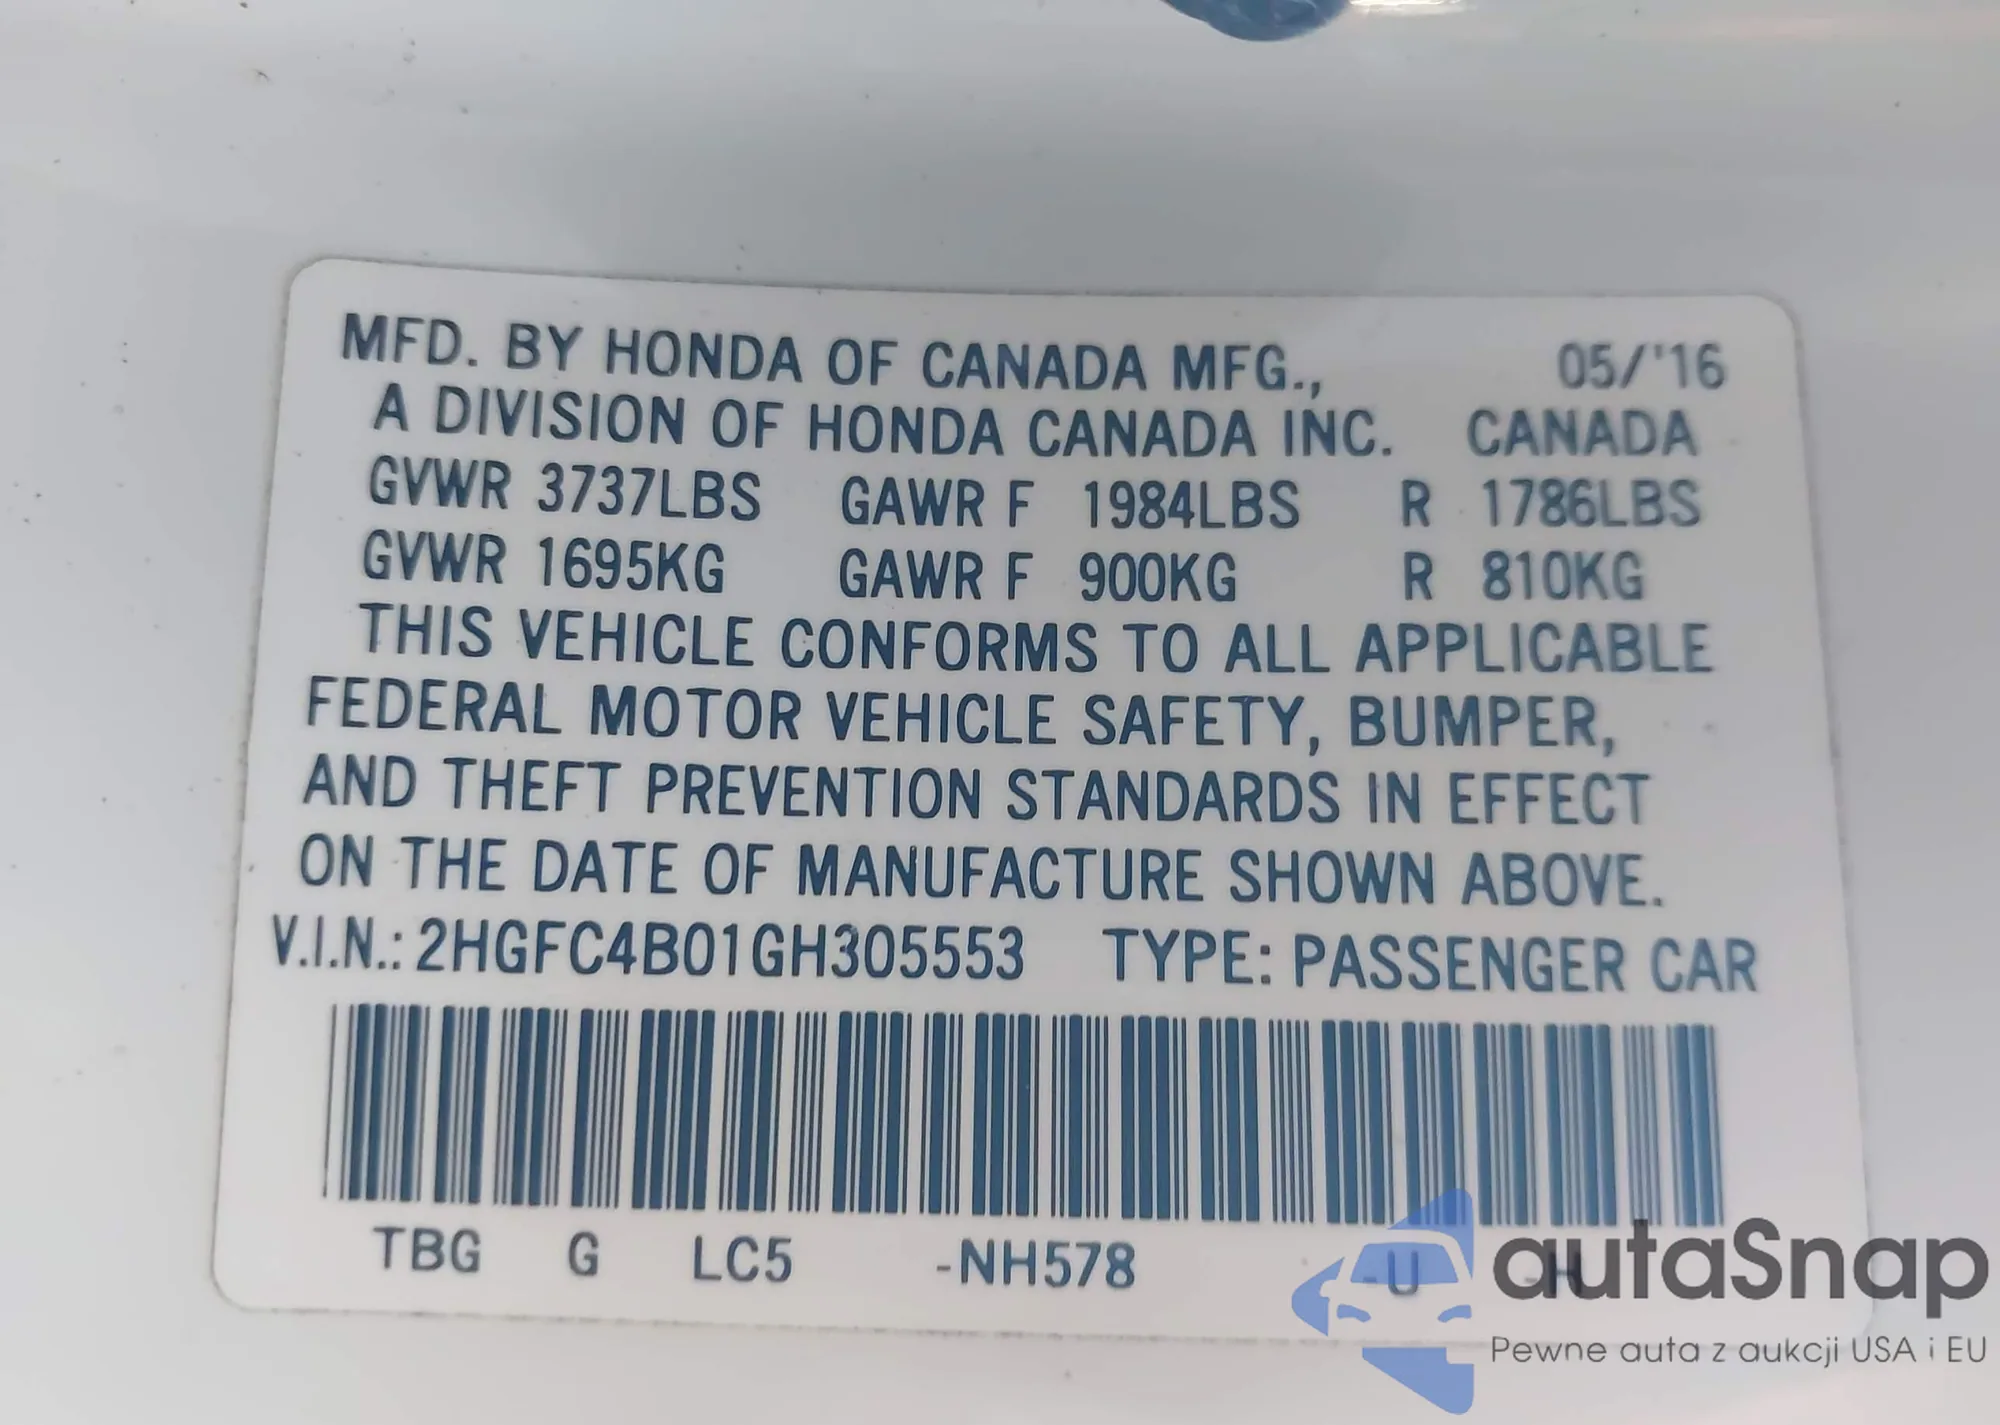 MFD. BY HONDA OF CANADA MFG., 05/'16
A DIVISION OF HONDA CANADA INC. CANADA
GVWR 3737LBS GAWR F 1984LBS R 1786LBS
GVWR 1695KG GAWR F 900KG R 810KG
THIS VEHICLE CONFORMS TO ALL APPLICABLE
FEDERAL MOTOR VEHICLE SAFETY, BUMPER,
AND THEFT PREVENTION STANDARDS IN EFFECT
ON THE DATE OF MANUFACTURE SHOWN ABOVE.
V.I.N.: 2HGFC4B01GH305553 TYPE: PASSENGER CAR
TBG G LC5 -NH578 -U -H
autaSnap
Pewne auta z aukcji USA i EU